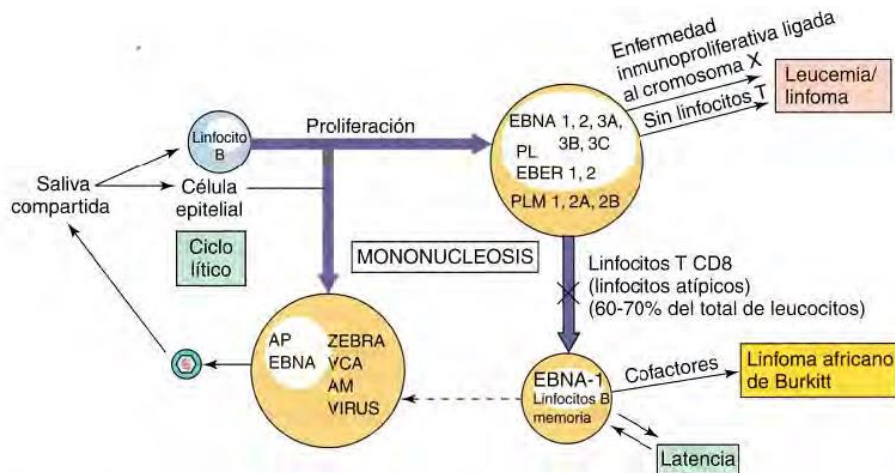 Enfermedad
inmunoproliferativa ligada
al cromosoma X
Sin linfocitos T
Leucemia/
linfoma
Linfocito
B
Proliferación
EBNA 1, 2, 3A,
3B, 3C
PL
EBER 1, 2
PLM 1, 2A, 2B
Saliva
compartida
Célula
epitelial
Ciclo
lítico
MONONUCLEOSIS
Linfocitos T CD8
(linfocitos atípicos)
(60-70% del total de leucocitos)
AP
EBNA
ZEBRA
VCA
AM
VIRUS
EBNA-1
Linfocitos B
memoria
Cofactores
Linfoma africano
de Burkitt
Latencia